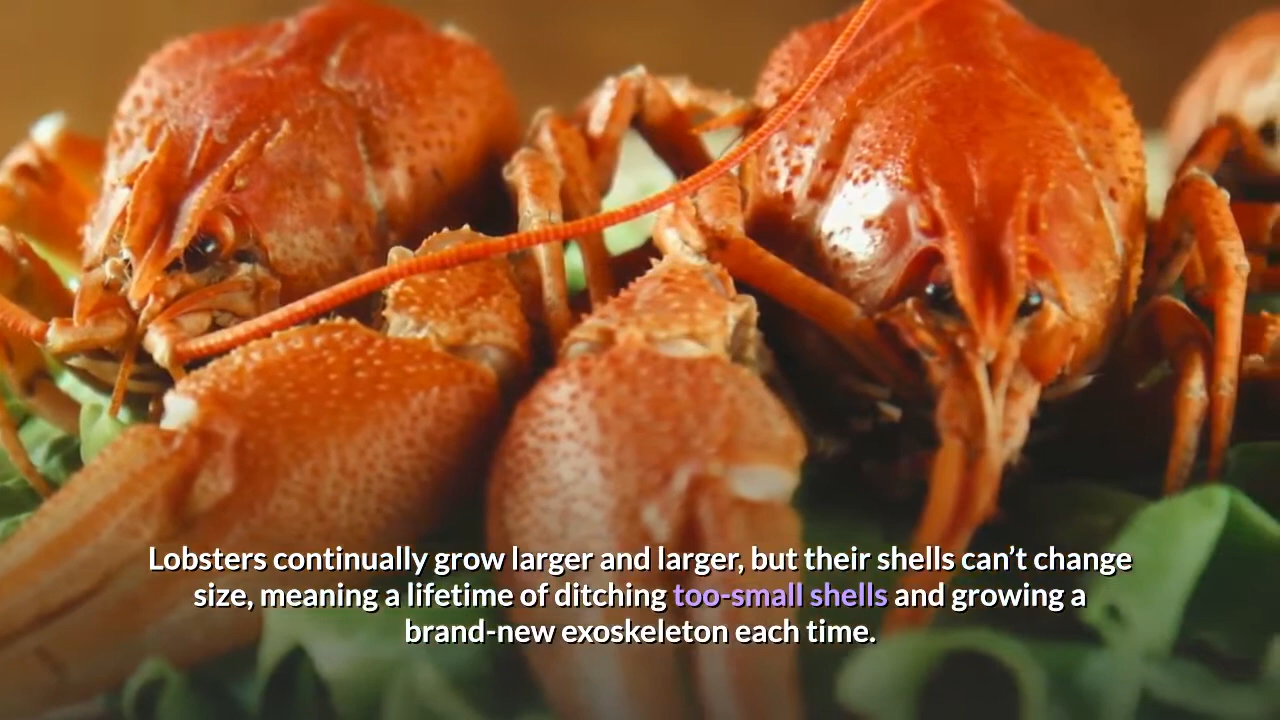 Lobsters continually grow larger and larger, but their shells can’t change
size, meaning a lifetime of ditching too-small shells and growing a
brand-new exoskeleton each time.